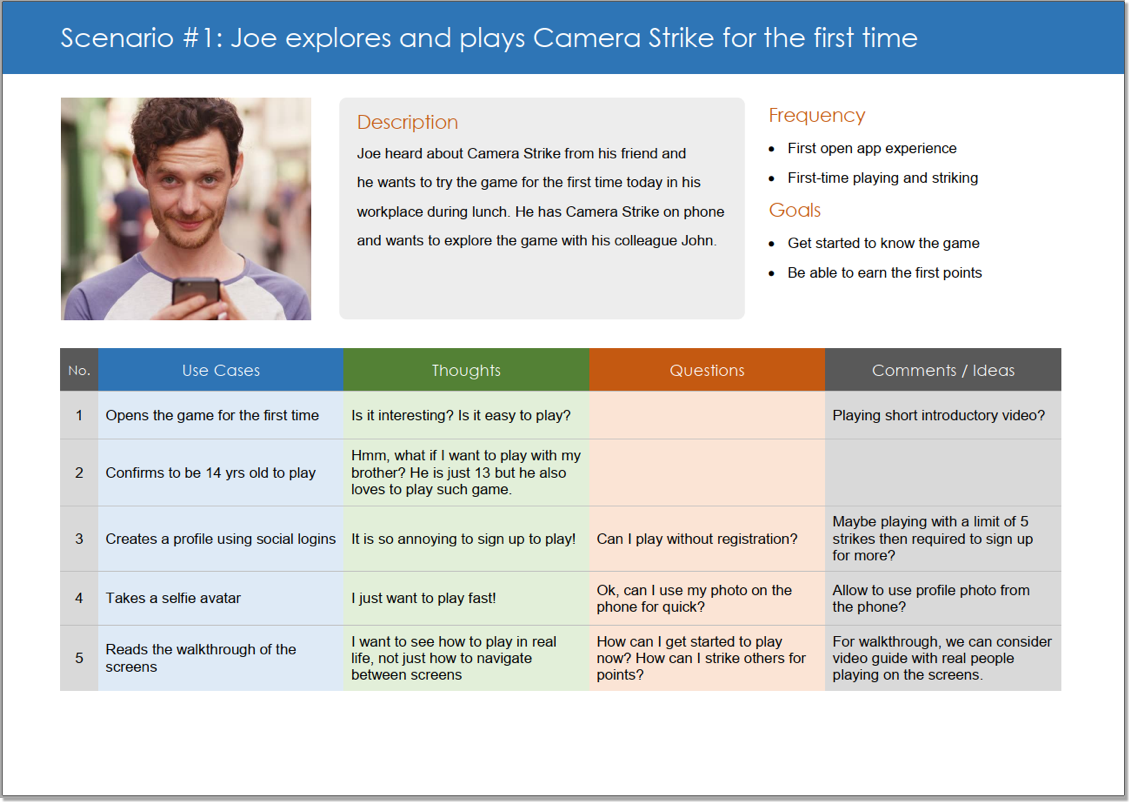 Scenario #1: Joe explores and plays Camera Strike for the first time
Description
Joe heard about Camera Strike from his friend and
he wants to try the game for the first time today in his
workplace during lunch. He has Camera Strike on phone
and wants to explore the game with his colleague John.
Frequency
• First open app experience
• First-time playing and striking
Goals
• Get started to know the game
• Be able to earn the first points
No. Use Cases Thoughts Questions Comments / Ideas
1 Opens the game for the first time Is it interesting? Is it easy to play? Playing short introductory video?
2 Confirms to be 14 yrs old to play
Hmm, what if I want to play with my
brother? He is just 13 but he also
loves to play such game.
3 Creates a profile using social logins It is so annoying to sign up to play! Can I play without registration?
Maybe playing with a limit of 5
strikes then required to sign up
for more?
4 Takes a selfie avatar I just want to play fast!
Ok, can I use my photo on the
phone for quick?
Allow to use profile photo from
the phone?
5 Reads the walkthrough of the
screens
I want to see how to play in real
life, not just how to navigate
between screens
How can I get started to play
now? How can I strike others for
points?
For walkthrough, we can consider
video guide with real people
playing on the screens.